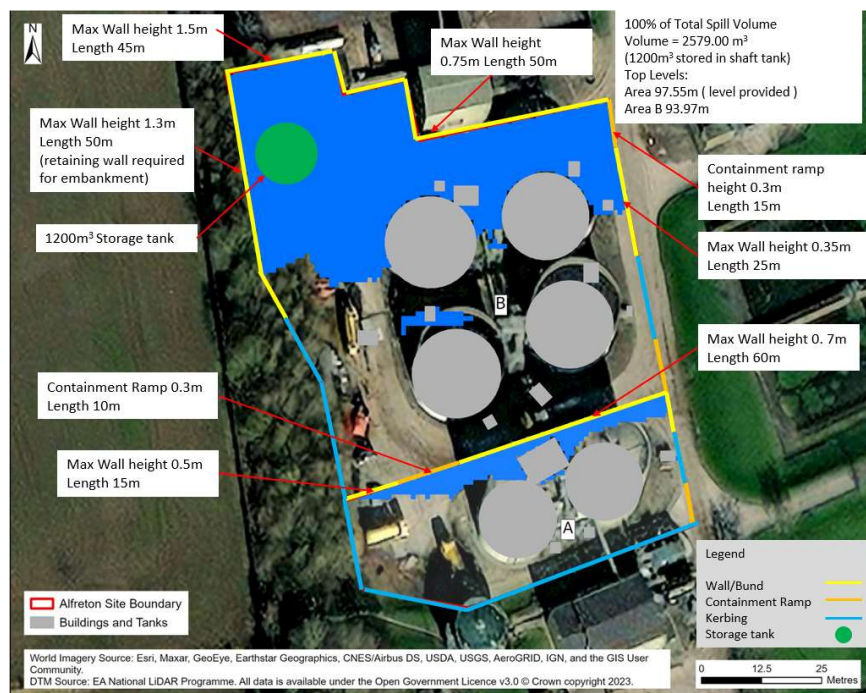 N
Max Wall height 1.5m
Length 45m
Max Wall height
0.75m Length 50m
100% of Total Spill Volume
Volume = 2579.00 m³
(1200m³ stored in shaft tank)
Top Levels:
Area 97.55m ( level provided )
Area B 93.97m
Max Wall height 1.3m
Length 50m
(retaining wall required
for embankment)
Containment ramp
height 0.3m
Length 15m
1200m³ Storage tank
Max Wall height 0.35m
Length 25m
B
Max Wall height 0. 7m
Length 60m
Containment Ramp 0.3m
Length 10m
Max Wall height 0.5m
Length 15m
A
Legend
Wall/Bund
Containment Ramp
Kerbing
Storage tank
Alfreton Site Boundary
Buildings and Tanks
World Imagery Source: Esri, Maxar, GeoEye, Earthstar Geographics, CNES/Airbus DS, USDA, USGS, AeroGRID, IGN, and the GIS User
Community.
DTM Source: EA National LiDAR Programme. All data is available under the Open Government Licence v3.0 © Crown copyright 2023.
0 12.5 25
Metres